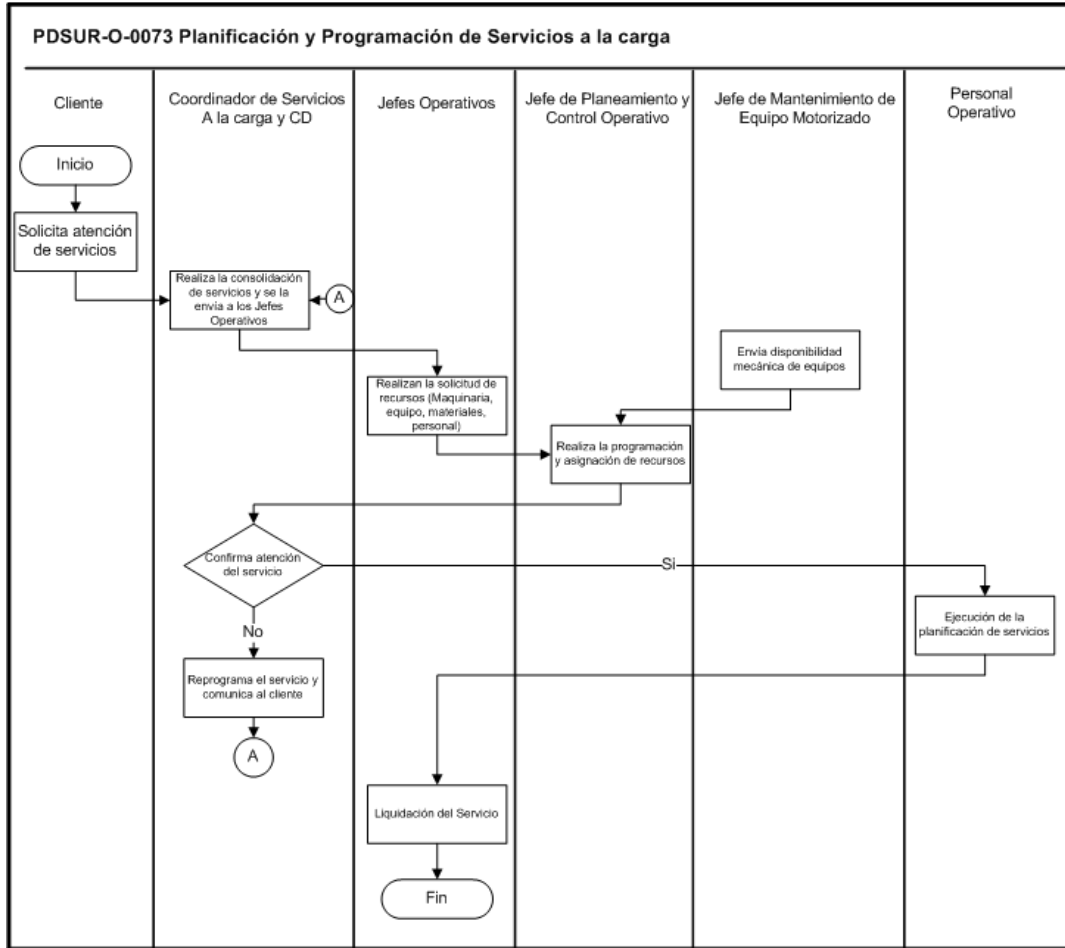 PDSUR-O-0073 Planificación y Programación de Servicios a la carga
Cliente
Coordinador de Servicios
A la carga y CD
Jefes Operativos
Jefe de Planeamiento y
Control Operativo
Jefe de Mantenimiento de
Equipo Motorizado
Personal
Operativo
Inicio
Solicita atención
de servicios
Realiza la consolidación
de servicios y se la
envía a los Jefes
Operativos
A
Envía disponibilidad
mecánica de equipos
Realizan la solicitud de
recursos (Maquinaria,
equipo, materiales,
personal)
Realiza la programación
y asignación de recursos
Confirma atención
del servicio
Si
Ejecución de la
planificación de servicios
No
Reprograma el servicio y
comunica al cliente
A
Liquidación del Servicio
Fin